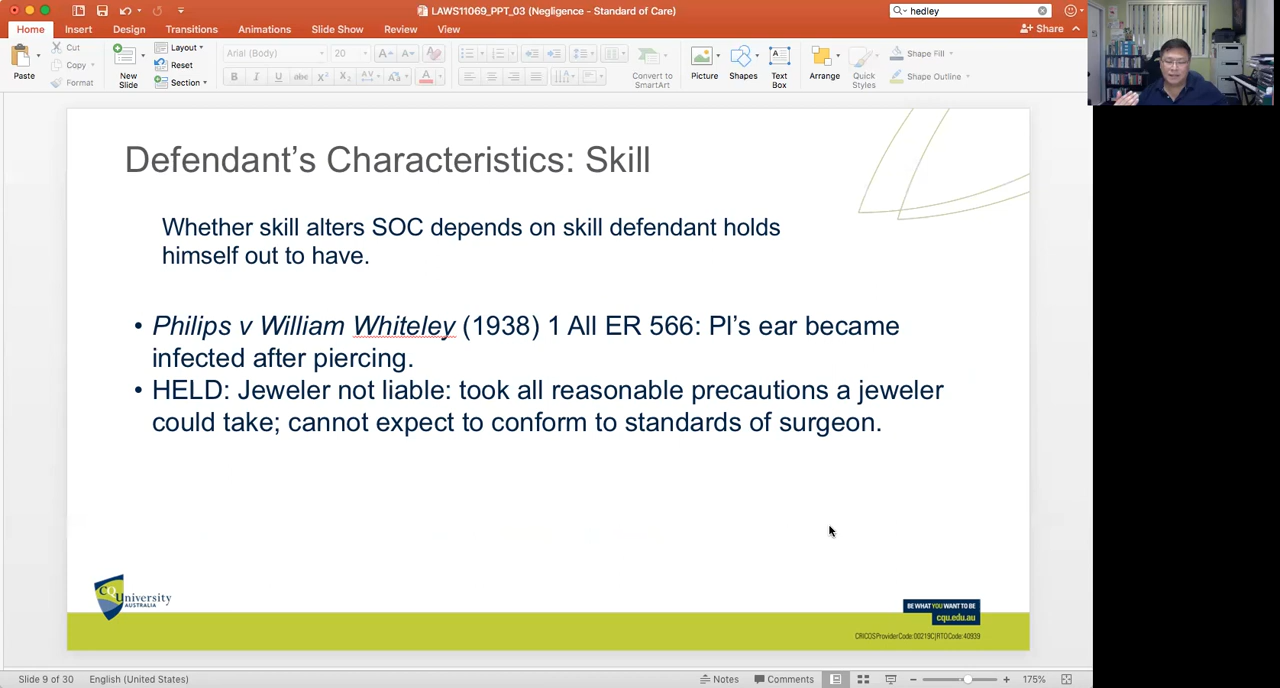 LAWS11069_PPT_03 (Negligence - Standard of Care)
hedley
Home Insert Design Transitions Animations Slide Show Review View
Share
Paste
Cut
Copy
Format
New Slide
Layout
Reset
Section
Arial (Body) 20
B I U abc X² X₂ AV Aa A
Convert to SmartArt
Picture
Shapes
Text Box
Arrange
Quick Styles
Shape Fill
Shape Outline
Defendant's Characteristics: Skill
Whether skill alters SOC depends on skill defendant holds
himself out to have.
• Philips v William Whiteley (1938) 1 All ER 566: Pl's ear became
infected after piercing.
• HELD: Jeweler not liable: took all reasonable precautions a jeweler
could take; cannot expect to conform to standards of surgeon.
CQUniversity
AUSTRALIA
BE WHAT YOU WANT TO BE
cqu.edu.au
CRICOS Provider Code: 00219C | RTO Code: 40939
Slide 9 of 30 English (United States) Notes Comments 175%